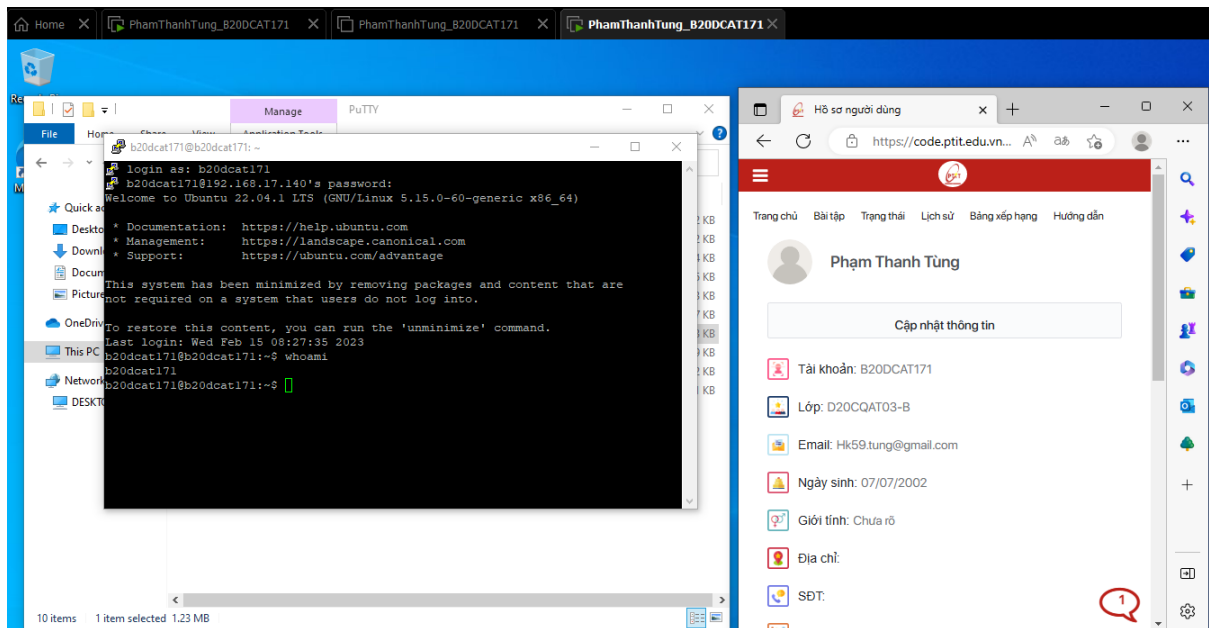 Home
PhamThanhTung_B20DCAT171
PhamThanhTung_B20DCAT171
PhamThanhTung_B20DCAT171
Manage
PuTTY
File
Application Tools
Quick
This PC
Network
10 items
1 item selected 1.23 MB
b20dcat171@b20dcat171: ~
login as: b20dcat171
b20dcat171@192.168.17.140's password:
Welcome to Ubuntu 22.04.1 LTS (GNU/Linux 5.15.0-60-generic x86_64)
* Documentation: https://help.ubuntu.com
* Management: https://landscape.canonical.com
* Support: https://ubuntu.com/advantage
This system has been minimized by removing packages and content that are
not required on a system that users do not log into.
To restore this content, you can run the 'unminimize' command.
Last login: Wed Feb 15 08:27:35 2023
b20dcat171@b20dcat171:~$ whoami
b20dcat171
b20dcat171@b20dcat171:~$
Hồ sơ người dùng
https://code.ptit.edu.vn...
Trang chủ Bài tập Trạng thái Lịch sử Bảng xếp hạng Hướng dẫn
Phạm Thanh Tùng
Cập nhật thông tin
Tài khoản: B20DCAT171
Lớp: D20CQAT03-B
Email: Hk59.tung@gmail.com
Ngày sinh: 07/07/2002
Giới tính: Chưa rõ
Địa chỉ:
SĐT:
1